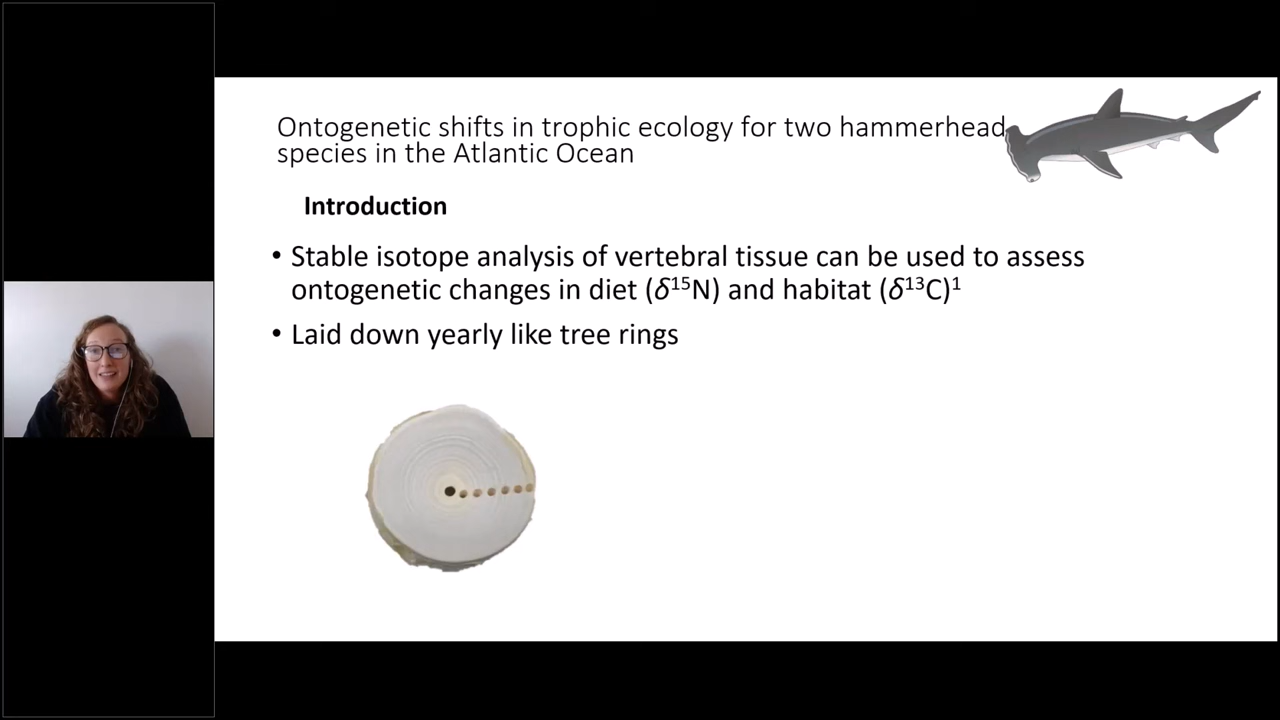 Ontogenetic shifts in trophic ecology for two hammerhead
species in the Atlantic Ocean
Introduction
• Stable isotope analysis of vertebral tissue can be used to assess
ontogenetic changes in diet (δ¹⁵N) and habitat (δ¹³C)¹
• Laid down yearly like tree rings